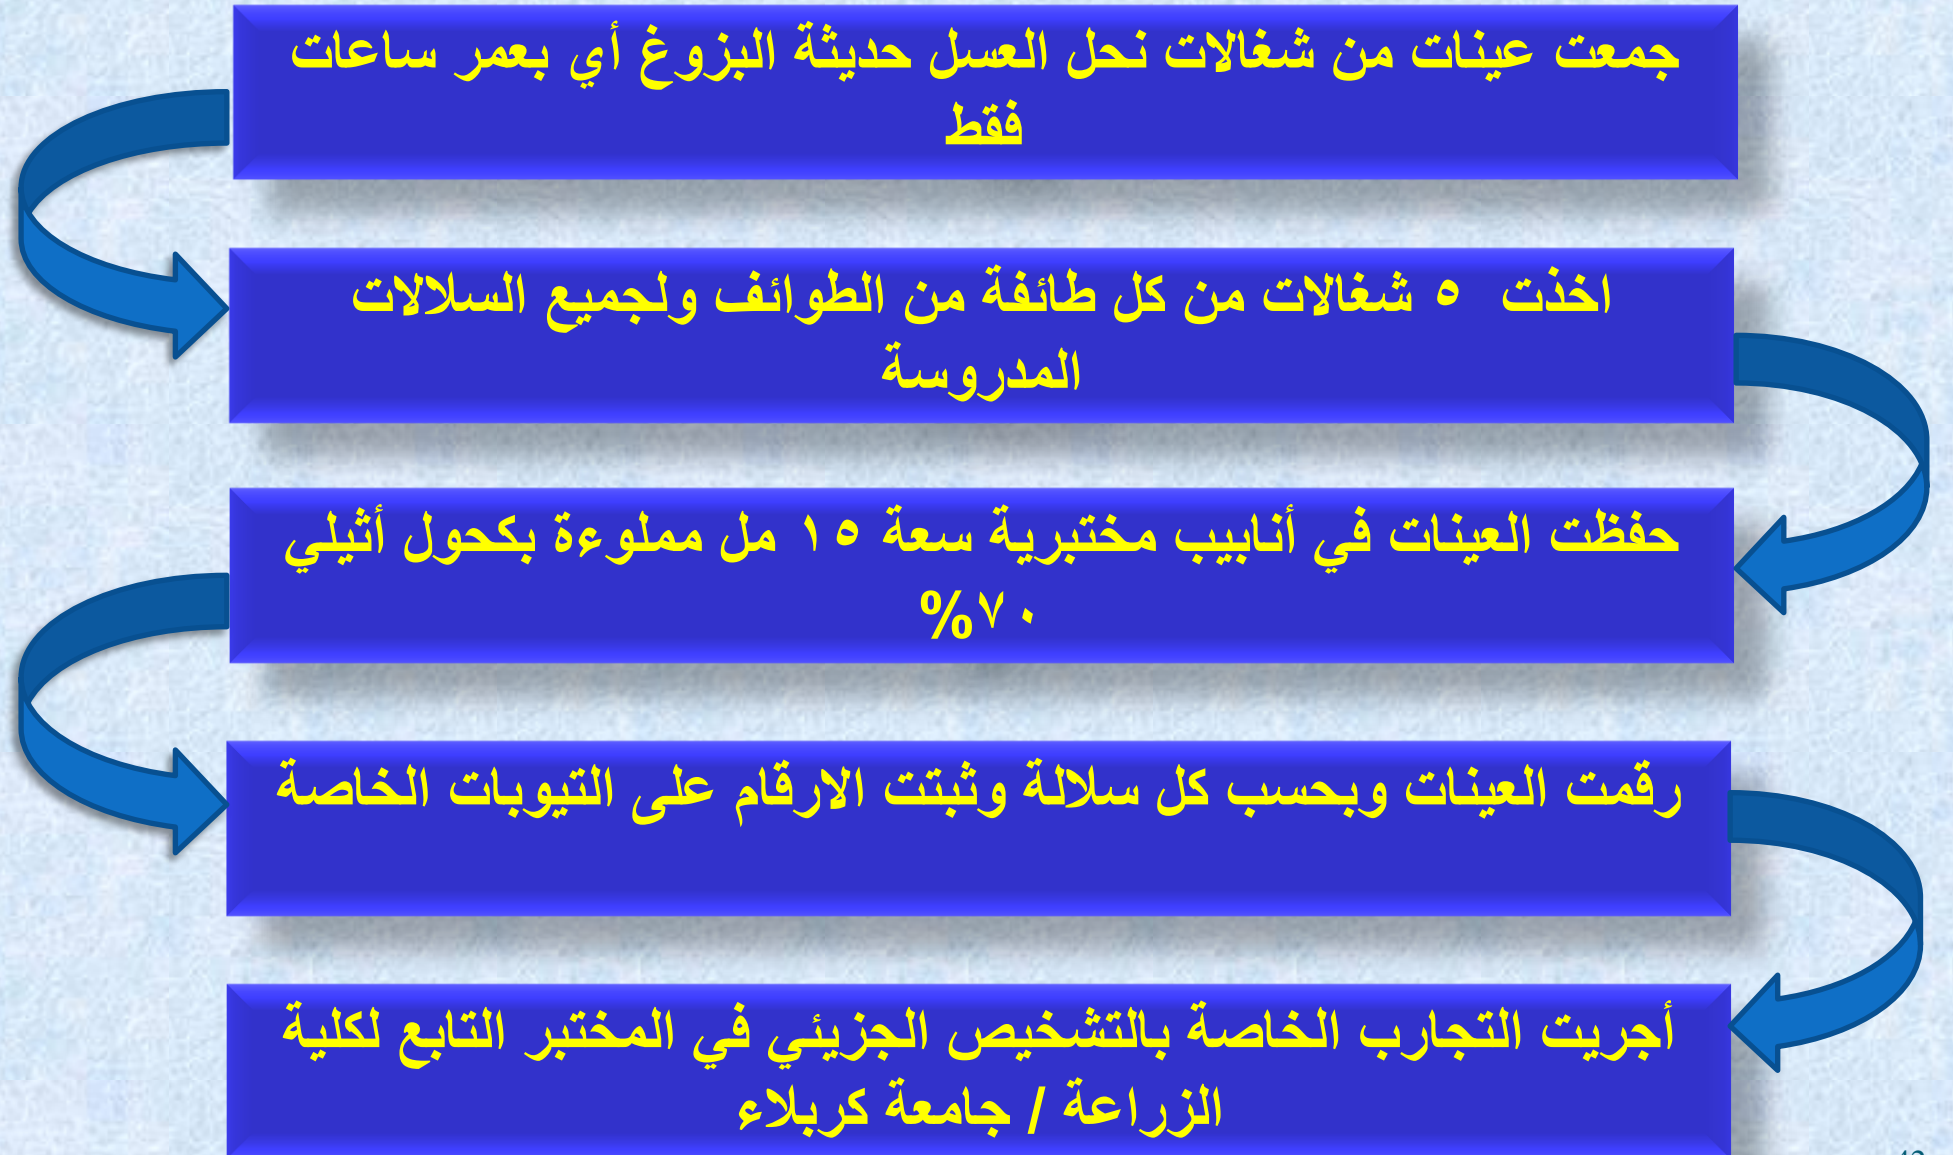 جمعت عينات من شغالات نحل العسل حديثة البزوغ أي بعمر ساعات
فقط
اخذت ٥ شغالات من كل طائفة من الطوائف ولجميع السلالات
المدروسة
حفظت العينات في أنابيب مختبرية سعة ١٥ مل مملوءة بكحول أثيلي
٧٠%
رقمت العينات وبحسب كل سلالة وثبتت الارقام على التيوبات الخاصة
أجريت التجارب الخاصة بالتشخيص الجزيئي في المختبر التابع لكلية
الزراعة / جامعة كربلاء